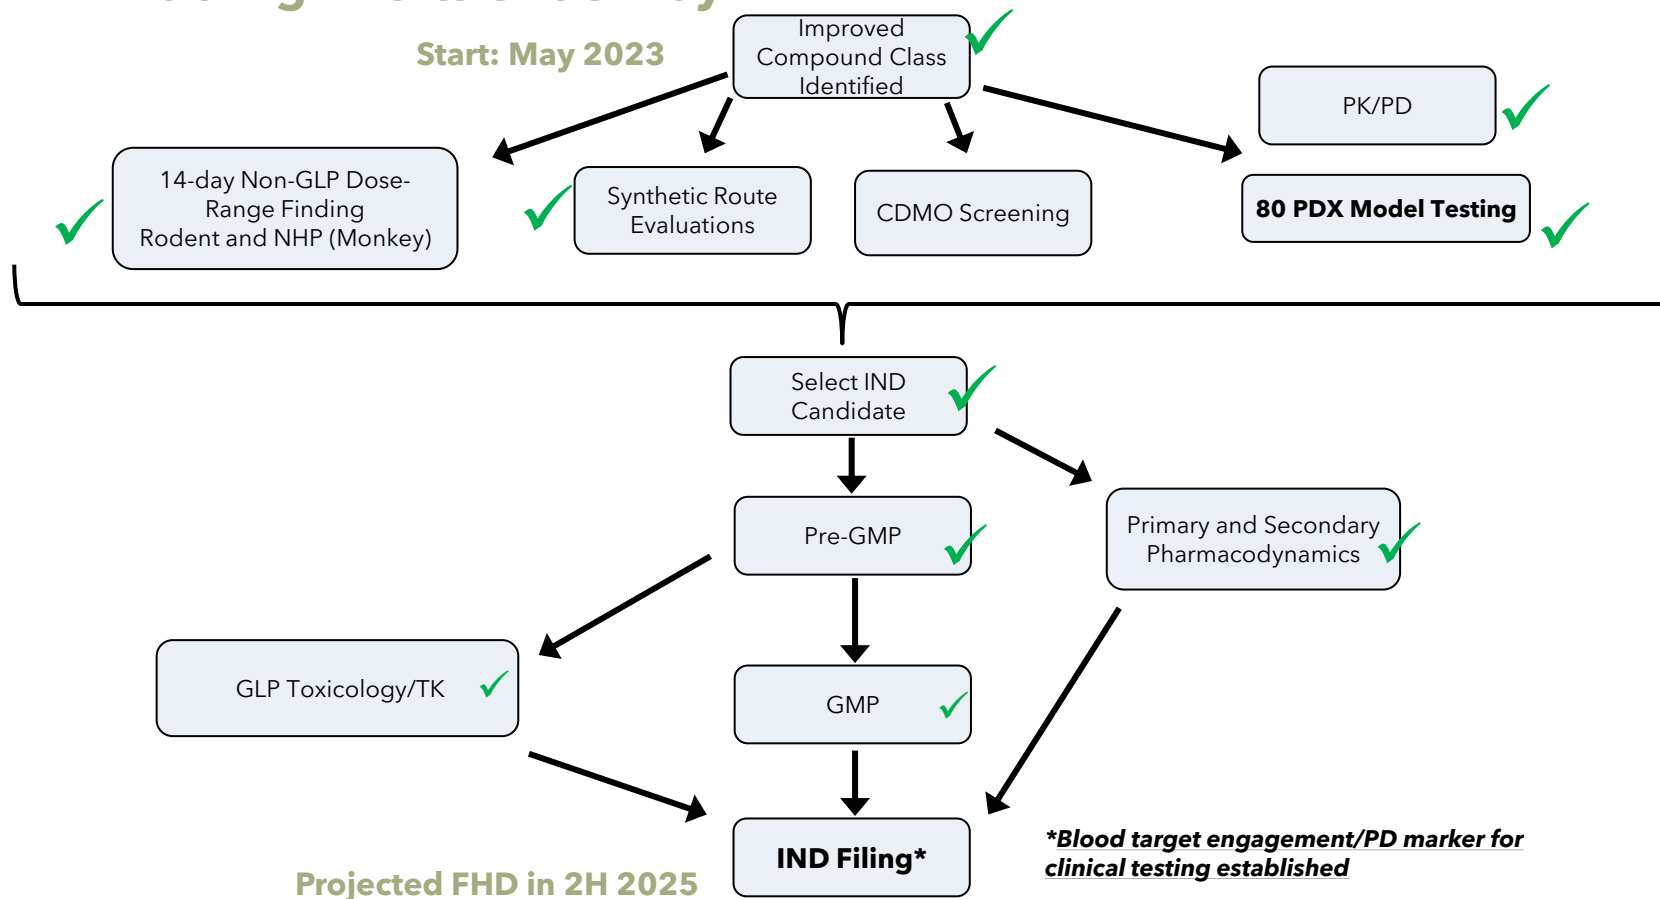 Start: May 2023
Improved
Compound Class
Identified
PK/PD
14-day Non-GLP Dose-
Range Finding
Rodent and NHP (Monkey)
Synthetic Route
Evaluations
CDMO Screening
80 PDX Model Testing
Select IND
Candidate
Pre-GMP
Primary and Secondary
Pharmacodynamics
GLP Toxicology/TK
GMP
IND Filing*
*Blood target engagement/PD marker for
clinical testing established
Projected FHD in 2H 2025